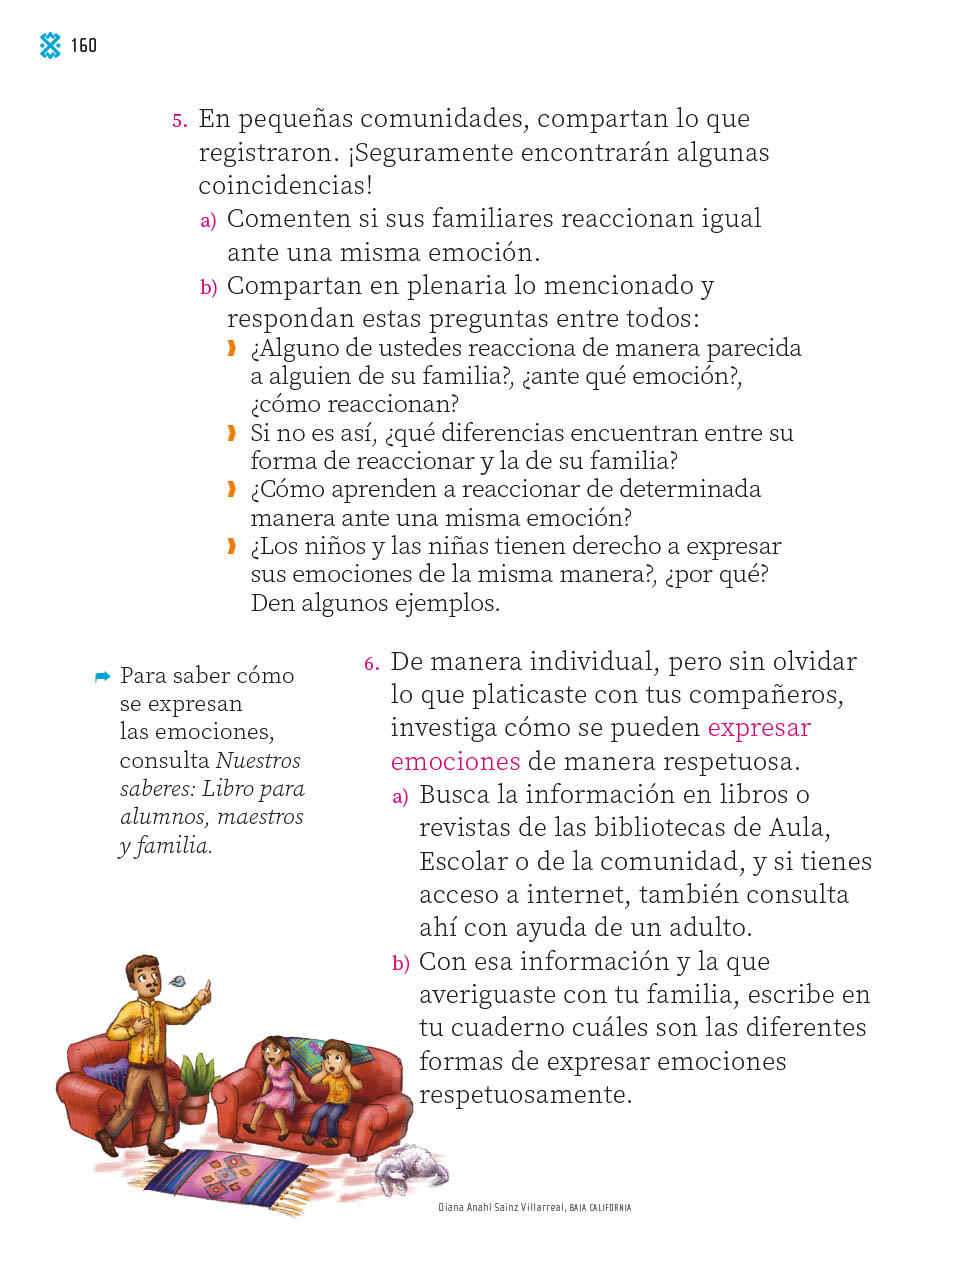 160
5. En pequeñas comunidades, compartan lo que
registraron. ¡Seguramente encontrarán algunas
coincidencias!
a) Comenten si sus familiares reaccionan igual
ante una misma emoción.
b) Compartan en plenaria lo mencionado y
respondan estas preguntas entre todos:
¿Alguno de ustedes reacciona de manera parecida
a alguien de su familia?, ¿ante qué emoción?,
¿cómo reaccionan?
Si no es así, ¿qué diferencias encuentran entre su
forma de reaccionar y la de su familia?
¿Cómo aprenden a reaccionar de determinada
manera ante una misma emoción?
¿Los niños y las niñas tienen derecho a expresar
sus emociones de la misma manera?, ¿por qué?
Den algunos ejemplos.
Para saber cómo
se expresan
las emociones,
consulta Nuestros
saberes: Libro para
alumnos, maestros
y familia.
6. De manera individual, pero sin olvidar
lo que platicaste con tus compañeros,
investiga cómo se pueden expresar
emociones de manera respetuosa.
a) Busca la información en libros o
revistas de las bibliotecas de Aula,
Escolar o de la comunidad, y si tienes
acceso a internet, también consulta
ahí con ayuda de un adulto.
b) Con esa información y la que
averiguaste con tu familia, escribe en
tu cuaderno cuáles son las diferentes
formas de expresar emociones
respetuosamente.
Diana Anahí Sainz Villarreal, BAJA CALIFORNIA